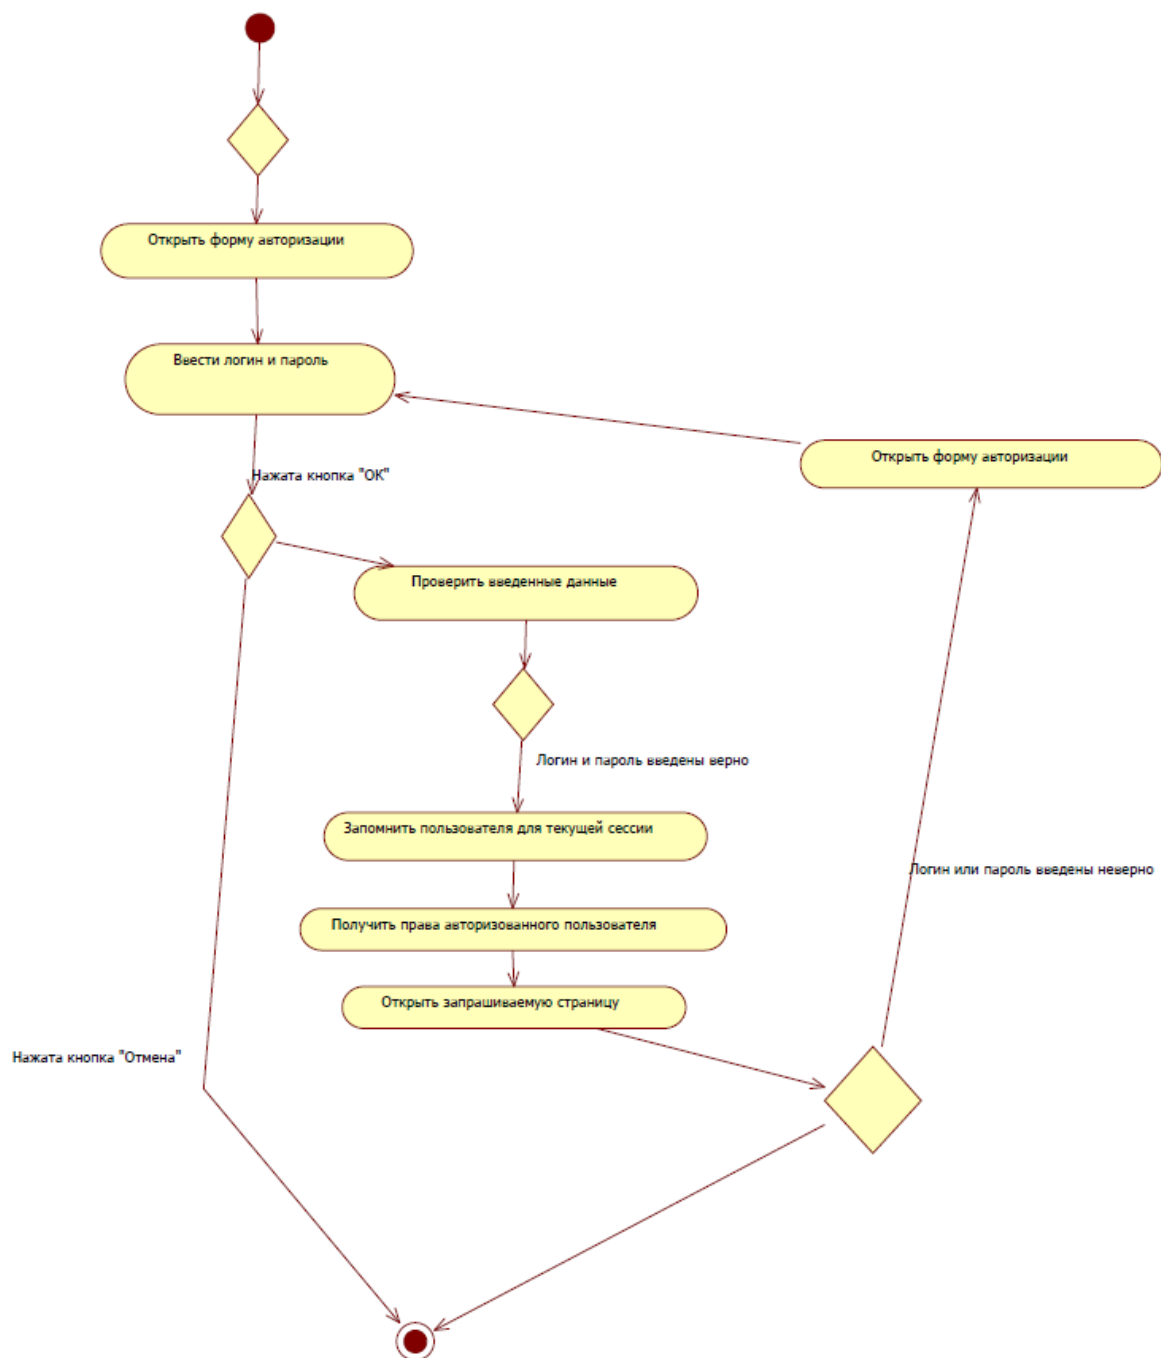 Открыть форму авторизации
Ввести логин и пароль
Открыть форму авторизации
Нажата кнопка "ОК"
Проверить введенные данные
Логин и пароль введены верно
Запомнить пользователя для текущей сессии
Логин или пароль введены неверно
Получить права авторизованного пользователя
Открыть запрашиваемую страницу
Нажата кнопка "Отмена"